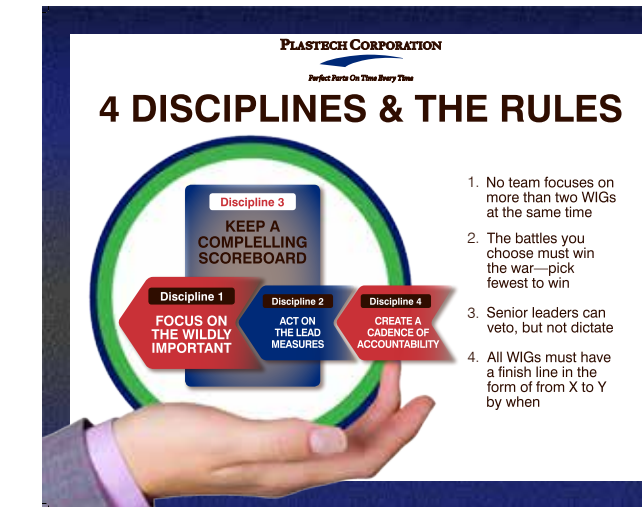 PLASTECH CORPORATION
Perfect Parts On Time Every Time
4 DISCIPLINES & THE RULES
Discipline 3
KEEP A
COMPLELLING
SCOREBOARD
Discipline 1
FOCUS ON
THE WILDLY
IMPORTANT
Discipline 2
ACT ON
THE LEAD
MEASURES
Discipline 4
CREATE A
CADENCE OF
ACCOUNTABILITY
1. No team focuses on
more than two WIGs
at the same time
2. The battles you
choose must win
the war—pick
fewest to win
3. Senior leaders can
veto, but not dictate
4. All WIGs must have
a finish line in the
form of from X to Y
by when